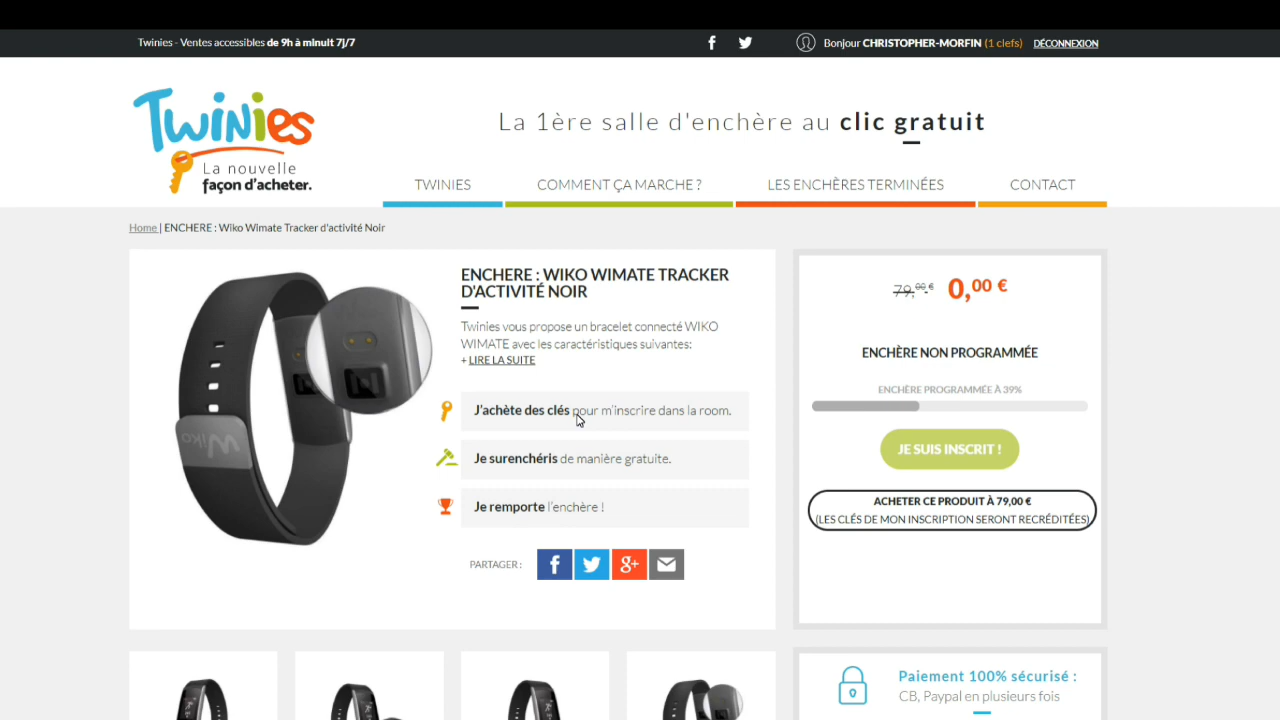 Twinies - Ventes accessibles de 9h à minuit 7j/7
Bonjour CHRISTOPHER-MORFIN (1 clefs) DÉCONNEXION
Twinies
La nouvelle
façon d'acheter.
La 1ère salle d'enchère au clic gratuit
TWINIES COMMENT ÇA MARCHE ? LES ENCHÈRES TERMINÉES CONTACT
Home | ENCHERE : Wiko Wimate Tracker d'activité Noir
ENCHERE : WIKO WIMATE TRACKER
D'ACTIVITÉ NOIR
Twinies vous propose un bracelet connecté WIKO
WIMATE avec les caractéristiques suivantes:
+ LIRE LA SUITE
J'achète des clés pour m'inscrire dans la room.
Je surenchéris de manière gratuite.
Je remporte l'enchère !
PARTAGER :
Wiko
79,00 € 0,00 €
ENCHÈRE NON PROGRAMMÉE
ENCHÈRE PROGRAMMÉE À 39%
JE SUIS INSCRIT !
ACHETER CE PRODUIT À 79,00 €
(LES CLÉS DE MON INSCRIPTION SERONT RECRÉDITÉES)
Paiement 100% sécurisé :
CB, Paypal en plusieurs fois